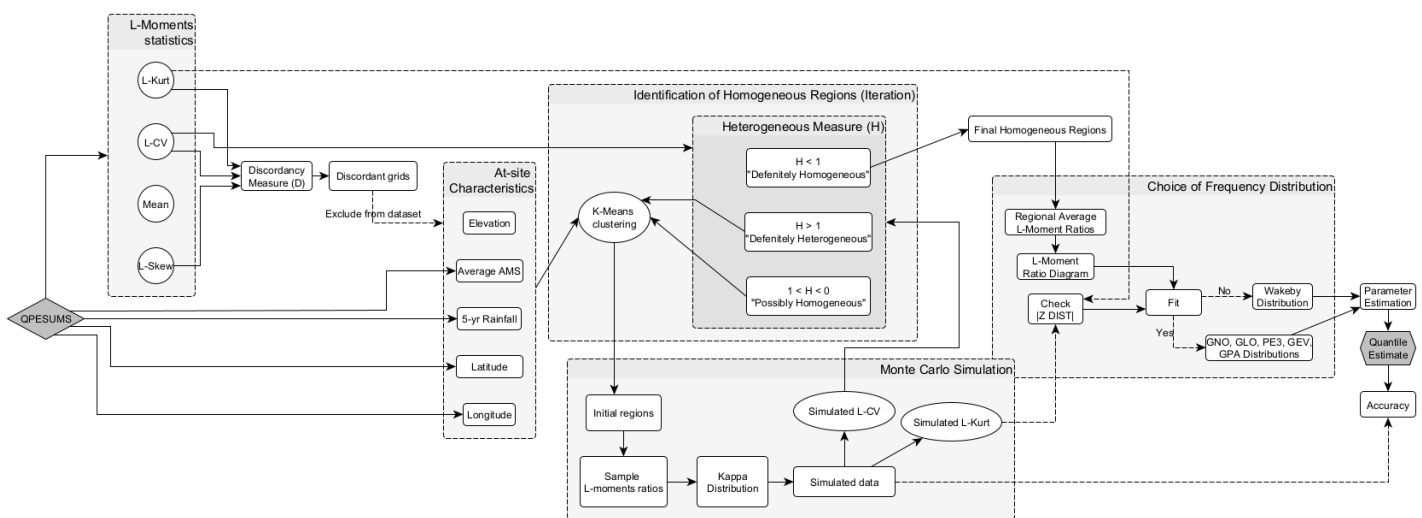 L-Moments
statistics
L-Kurt
L-CV
Mean
L-Skew
QPESUMS
Discordancy
Measure (D)
Discordant grids
Exclude from dataset
At-site
Characteristics
Elevation
Average AMS
5-yr Rainfall
Latitude
Longitude
Identification of Homogeneous Regions (Iteration)
K-Means
clustering
Heterogeneous Measure (H)
H < 1
"Defenitely Homogeneous"
H > 1
"Defenitely Heterogeneous"
1 < H < 0
"Possibly Homogeneous"
Monte Carlo Simulation
Initial regions
Sample
L-moments ratios
Kappa
Distribution
Simulated data
Simulated L-CV
Simulated L-Kurt
Final Homogeneous Regions
Choice of Frequency Distribution
Regional Average
L-Moment Ratios
L-Moment
Ratio Diagram
Check
|Z DIST|
Fit
No
Yes
Wakeby
Distribution
GNO, GLO, PE3, GEV,
GPA Distributions
Parameter
Estimation
Quantile
Estimate
Accuracy